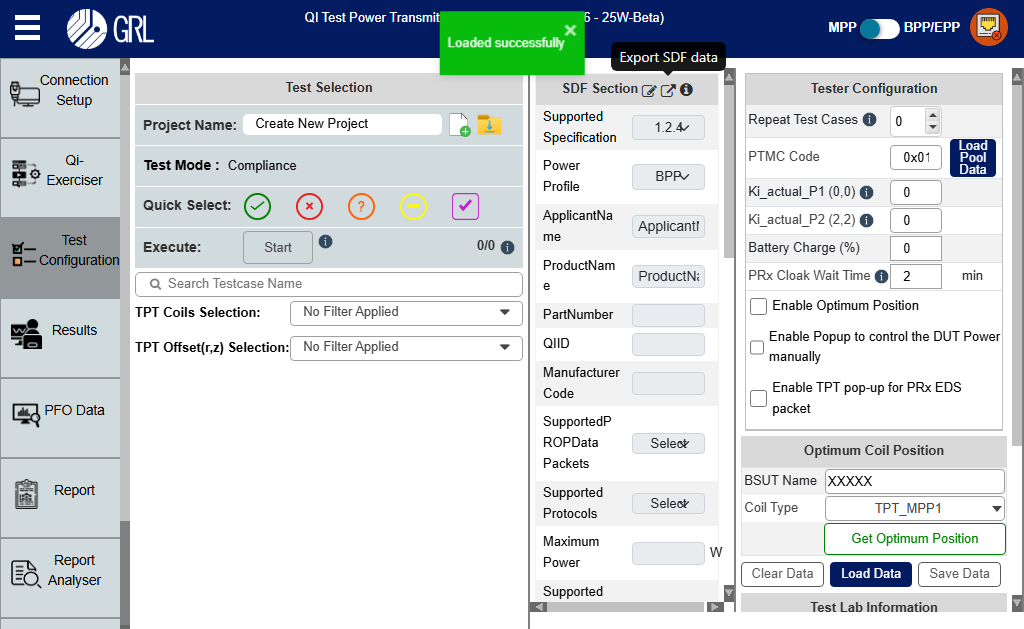 GRL
QI Test Power Transmit
6 - 25W-Beta)
Loaded successfully
Export SDF data
MPP
BPP/EPP
Connection
Setup
Qi-
Exerciser
Test
Configuration
Results
PFO Data
Report
Report
Analyser
Test Selection
Project Name:
Create New Project
Test Mode :
Compliance
Quick Select:
Execute:
Start
0/0
Search Testcase Name
TPT Coils Selection:
No Filter Applied
TPT Offset(r,z) Selection:
No Filter Applied
SDF Section
Supported
Specification
1.2.4
Power
Profile
BPP
ApplicantNa
me
ApplicantN
ProductNam
e
ProductNa
PartNumber
QIID
Manufacturer
Code
SupportedP
ROPData
Packets
Select
Supported
Protocols
Select
Maximum
Power
W
Supported
Tester Configuration
Repeat Test Cases
0
PTMC Code
0x01
Load
Pool
Data
Ki_actual_P1 (0,0)
0
Ki_actual_P2 (2,2)
0
Battery Charge (%)
0
PRx Cloak Wait Time
2
min
Enable Optimum Position
Enable Popup to control the DUT Power
manually
Enable TPT pop-up for PRx EDS
packet
Optimum Coil Position
BSUT Name
XXXXX
Coil Type
TPT_MPP1
Get Optimum Position
Clear Data
Load Data
Save Data
Test Lab Information